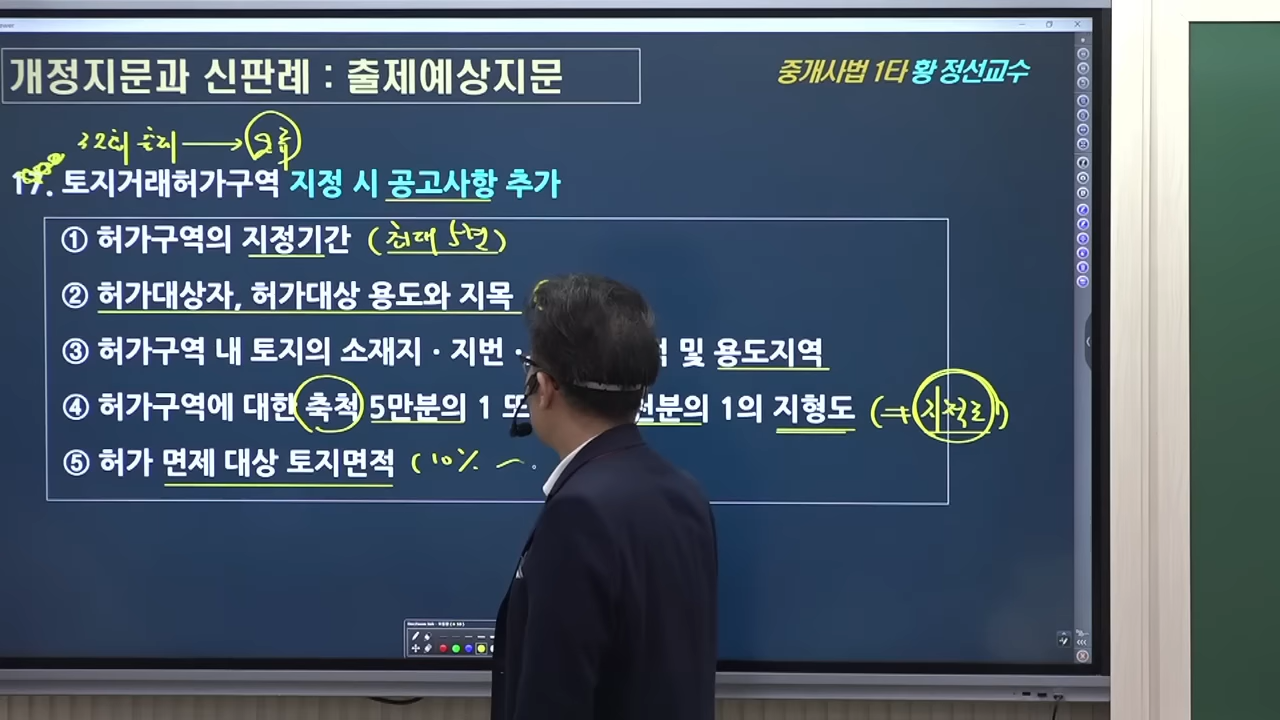 개정지문과 신판례 : 출제예상지문
중개사법 1타 황 정선교수
32회 출제 → 오류
17. 토지거래허가구역 지정 시 공고사항 추가
① 허가구역의 지정기간 (최대 5년)
② 허가대상자, 허가대상 용도와 지목
③ 허가구역 내 토지의 소재지 · 지번 · 및 용도지역
④ 허가구역에 대한 축척 5만분의 1 또 천분의 1의 지형도 (⇒ 지적도)
⑤ 허가 면제 대상 토지면적 (10% ~